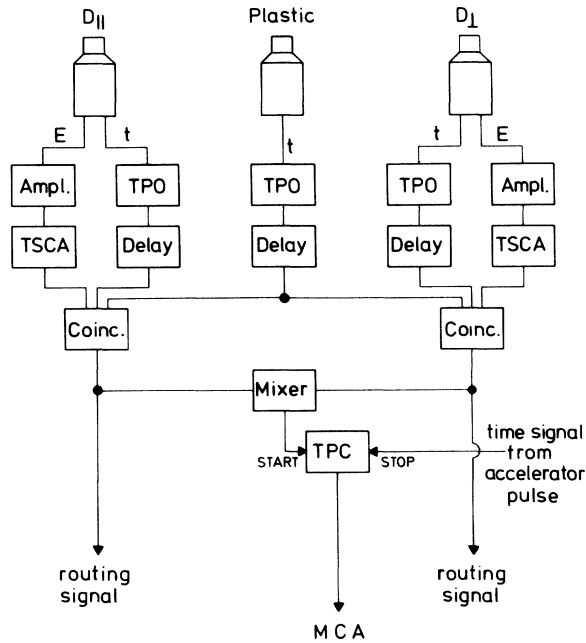 D||
Plastic
D⊥
E
t
t
t
E
Ampl.
TPO
TPO
TPO
Ampl.
TSCA
Delay
Delay
Delay
TSCA
Coinc.
Coinc.
Mixer
TPC
START
STOP
time signal
from
accelerator
pulse
routing
signal
routing
signal
MCA